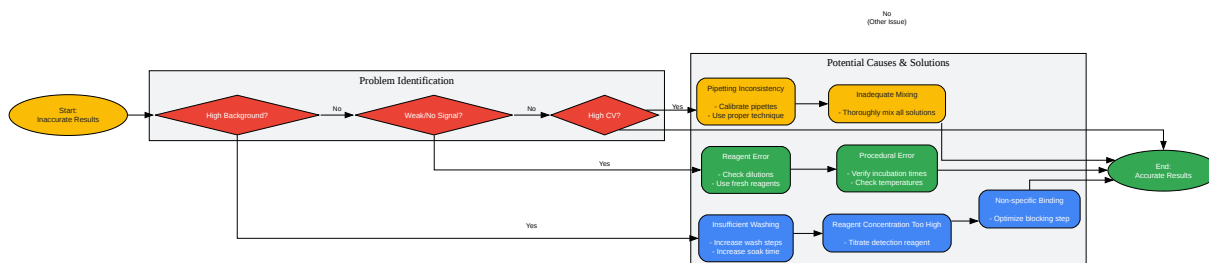 No
(Other Issue)
Problem Identification
Potential Causes & Solutions
Start:
Inaccurate Results
High Background?
No
Weak/No Signal?
No
High CV?
Yes
Pipetting Inconsistency
- Calibrate pipettes
- Use proper technique
Inadequate Mixing
- Thoroughly mix all solutions
Yes
Reagent Error
- Check dilutions
- Use fresh reagents
Procedural Error
- Verify incubation times
- Check temperatures
End:
Accurate Results
Yes
Insufficient Washing
- Increase wash steps
- Increase soak time
Reagent Concentration Too High
- Titrate detection reagent
Non-specific Binding
- Optimize blocking step